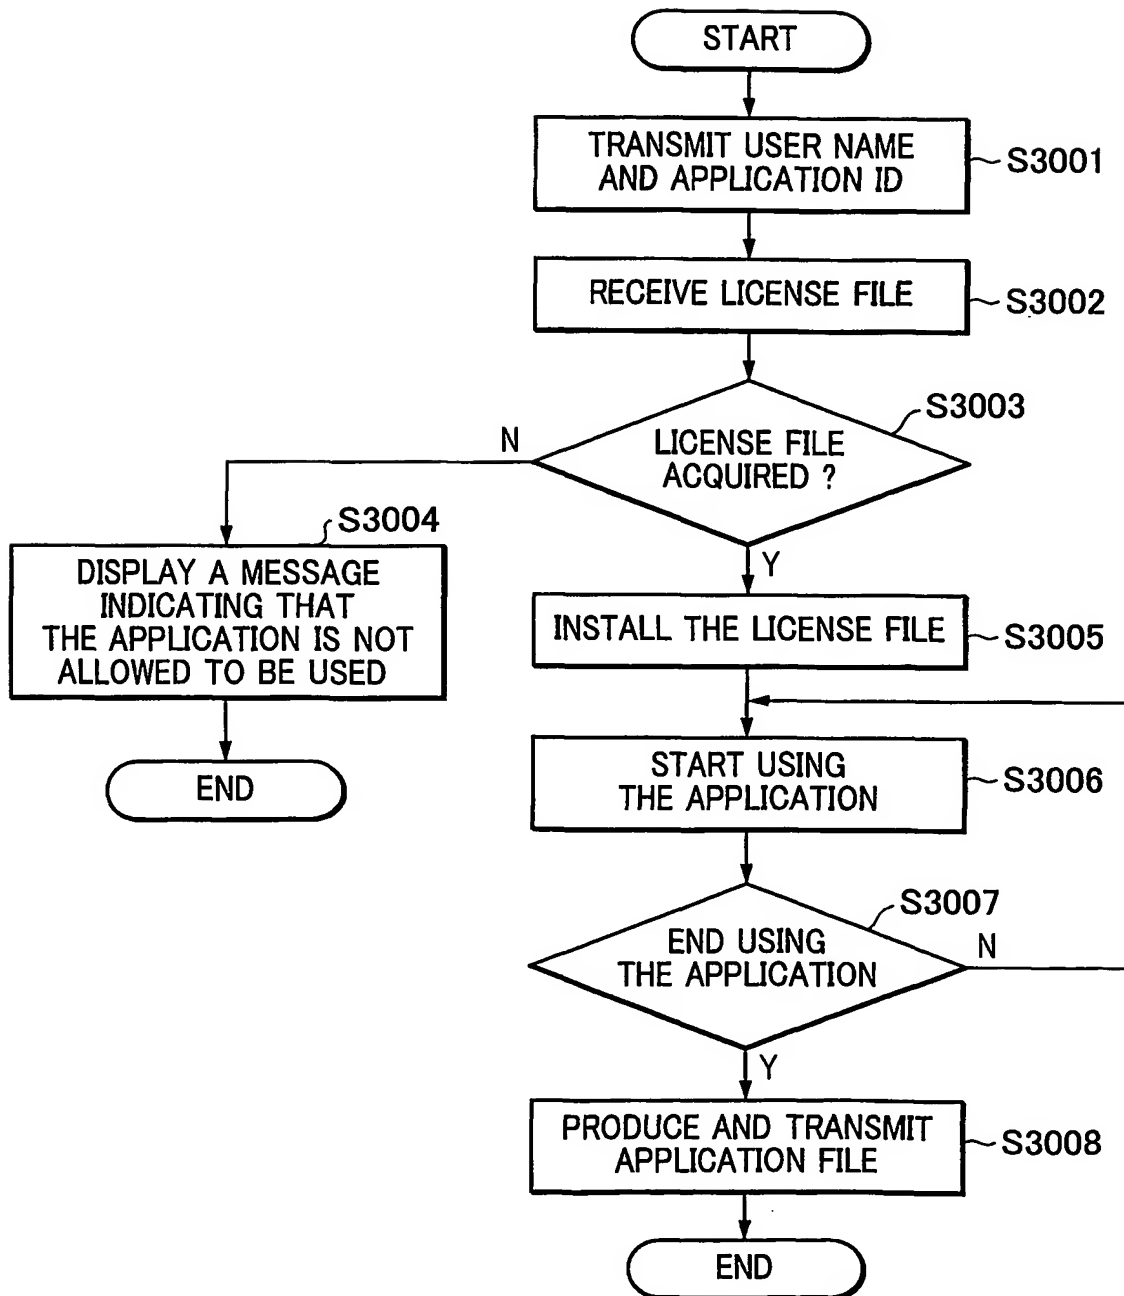 START
TRANSMIT USER NAME
AND APPLICATION ID
S3001
RECEIVE LICENSE FILE
S3002
S3003
LICENSE FILE
ACQUIRED ?
N
Y
S3004
DISPLAY A MESSAGE
INDICATING THAT
THE APPLICATION IS NOT
ALLOWED TO BE USED
END
INSTALL THE LICENSE FILE
S3005
START USING
THE APPLICATION
S3006
S3007
END USING
THE APPLICATION
N
Y
PRODUCE AND TRANSMIT
APPLICATION FILE
S3008
END